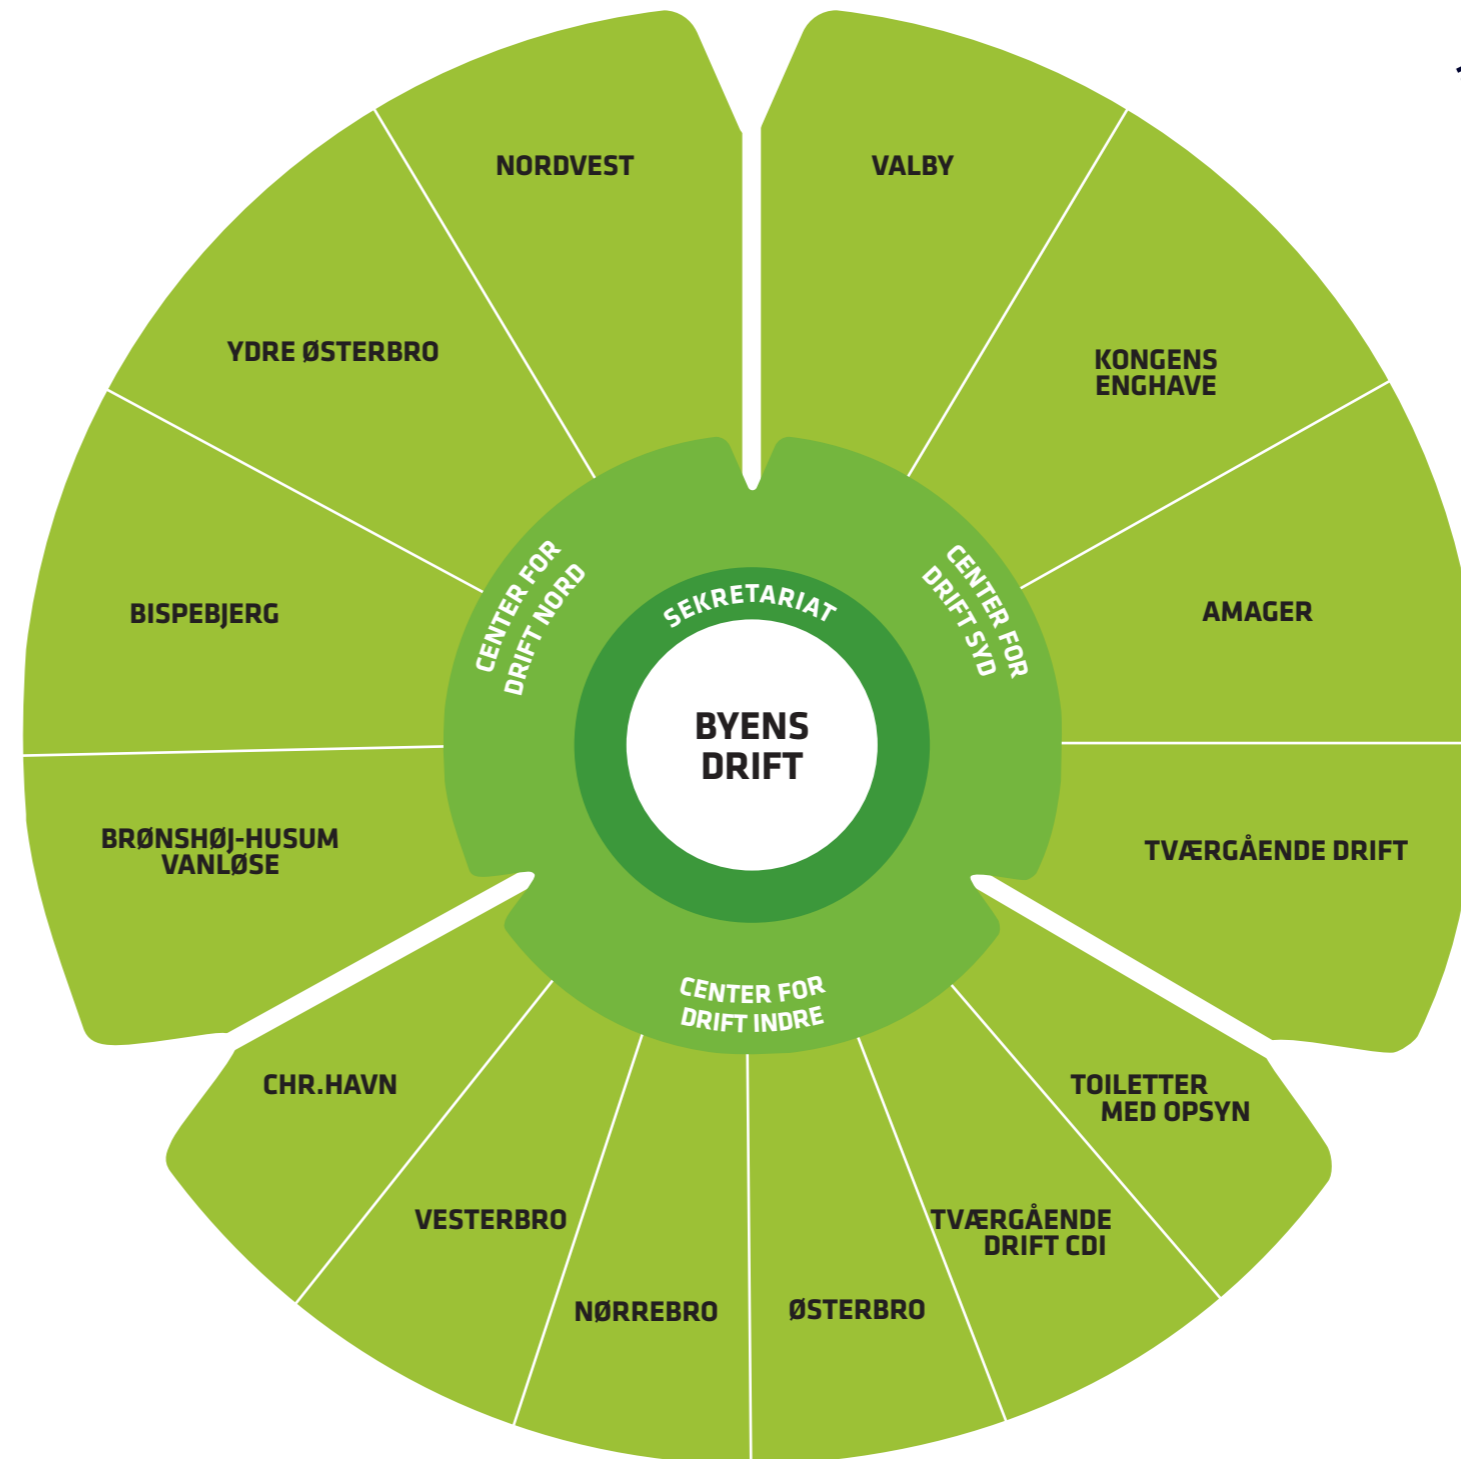 NORDVEST
VALBY
YDRE ØSTERBRO
KONGENS
ENGHAVE
BISPEBJERG
CENTER FOR
DRIFT NORD
SEKRETARIAT
CENTER FOR
DRIFT SYD
AMAGER
BYENS
DRIFT
BRØNSHØJ-HUSUM
VANLØSE
TVÆRGÅENDE DRIFT
CENTER FOR
DRIFT INDRE
CHR.HAVN
TOILETTER
MED OPSYN
VESTERBRO
TVÆRGÅENDE
DRIFT CDI
NØRREBRO
ØSTERBRO